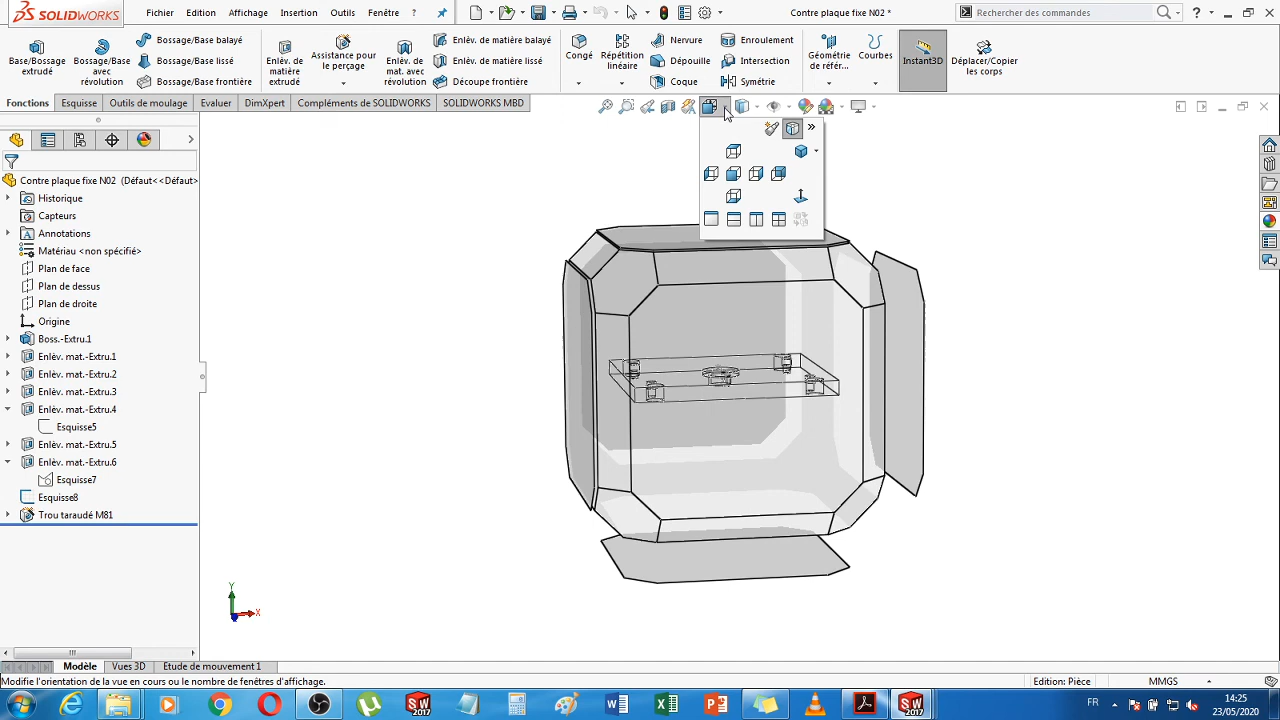 SOLIDWORKS
Fichier Edition Affichage Insertion Outils Fenêtre ?
Contre plaque fixe N02 *
Rechercher des commandes
Base/Bossage extrudé
Bossage/Base avec révolution
Bossage/Base balayé
Bossage/Base lissé
Bossage/Base frontière
Assistance pour le perçage
Enlèv. de matière extrudé
Enlèv. de mat. avec révolution
Enlèv. de matière balayé
Enlèv. de matière lissé
Découpe frontière
Congé
Répétition linéaire
Nervure
Dépouille
Coque
Enroulement
Intersection
Symétrie
Géométrie de référ...
Courbes
Instant3D
Déplacer/Copier les corps
Fonctions Esquisse Outils de moulage Evaluer DimXpert Compléments de SOLIDWORKS SOLIDWORKS MBD
Contre plaque fixe N02 (Défaut<<Défaut>
Historique
Capteurs
Annotations
Matériau <non spécifié>
Plan de face
Plan de dessus
Plan de droite
Origine
Boss.-Extru.1
Enlèv. mat.-Extru.1
Enlèv. mat.-Extru.2
Enlèv. mat.-Extru.3
Enlèv. mat.-Extru.4
Esquisse5
Enlèv. mat.-Extru.5
Enlèv. mat.-Extru.6
Esquisse7
Esquisse8
Trou taraudé M81
Y
X
Modèle Vues 3D Etude de mouvement 1
Modifie l'orientation de la vue en cours ou le nombre de fenêtres d'affichage.
Edition: Pièce MMGS
FR 14:25
23/05/2020